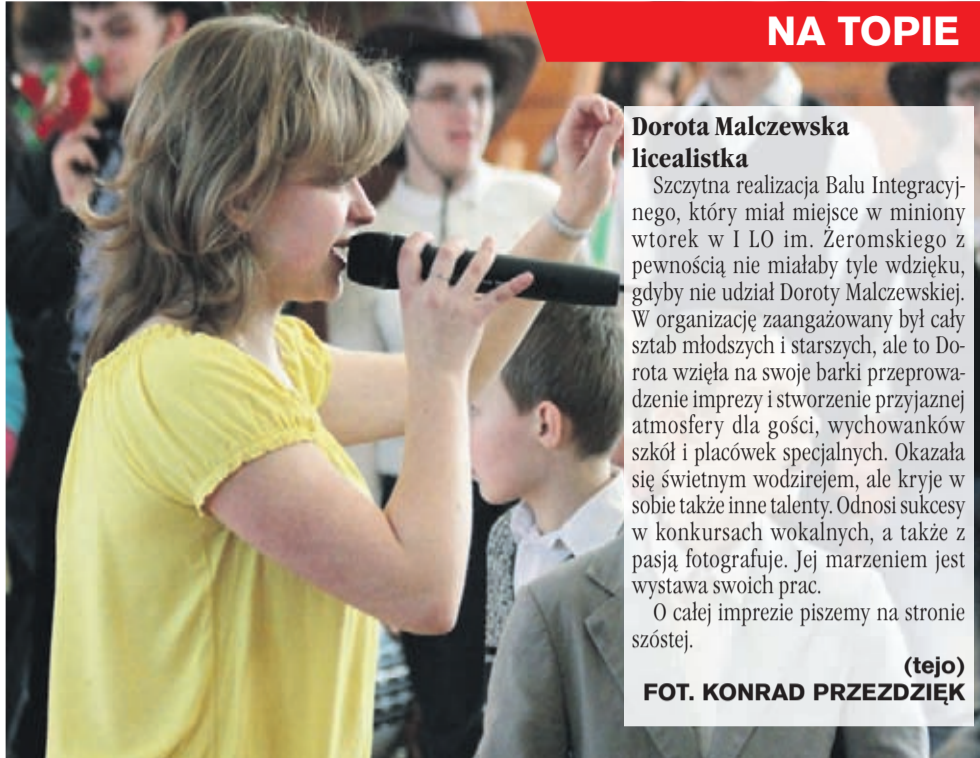 NA TOPIE
Dorota Malczewska
licealistka
Szczytna realizacja Balu Integracyj-
nego, który miał miejsce w miniony
wtorek w I LO im. Żeromskiego z
pewnością nie miałaby tyle wdzięku,
gdyby nie udział Doroty Malczewskiej.
W organizację zaangażowany był cały
sztab młodszych i starszych, ale to Do-
rota wzięła na swoje barki przeprowa-
dzenie imprezy i stworzenie przyjaznej
atmosfery dla gości, wychowanków
szkół i placówek specjalnych. Okazała
się świetnym wodzirejem, ale kryje w
sobie także inne talenty. Odnosi sukcesy
w konkursach wokalnych, a także z
pasją fotografuje. Jej marzeniem jest
wystawa swoich prac.
O całej imprezie piszemy na stronie
szóstej.
(tejo)
FOT. KONRAD PRZEZDZIĘK